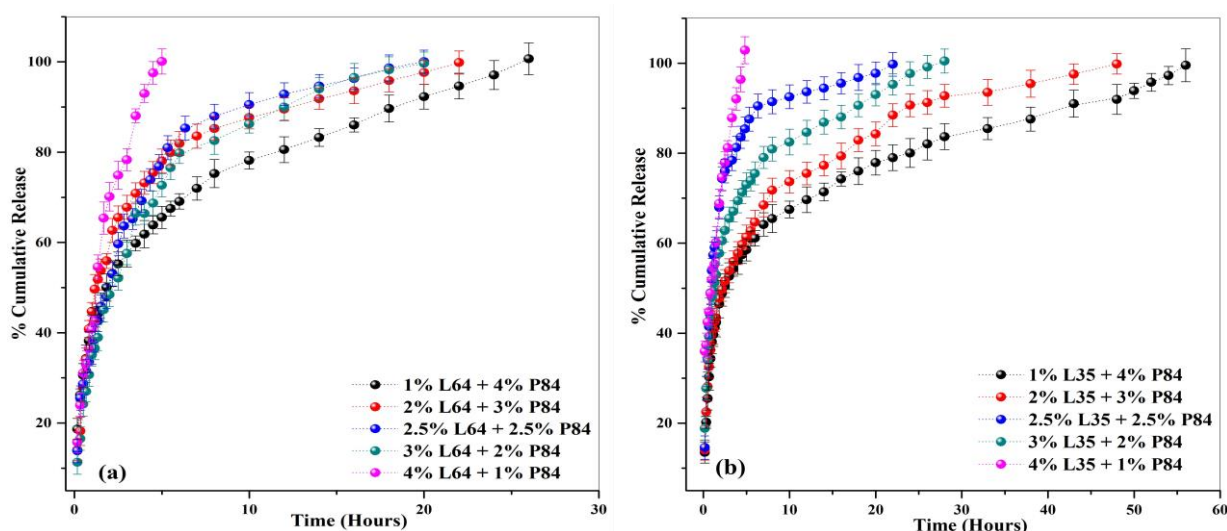 % Cumulative Release
100
80
60
40
20
0
10
20
30
Time (Hours)
1% L64 + 4% P84
2% L64 + 3% P84
2.5% L64 + 2.5% P84
3% L64 + 2% P84
4% L64 + 1% P84
(a)
% Cumulative Release
100
80
60
40
20
0
10
20
30
40
50
60
Time (Hours)
1% L35 + 4% P84
2% L35 + 3% P84
2.5% L35 + 2.5% P84
3% L35 + 2% P84
4% L35 + 1% P84
(b)